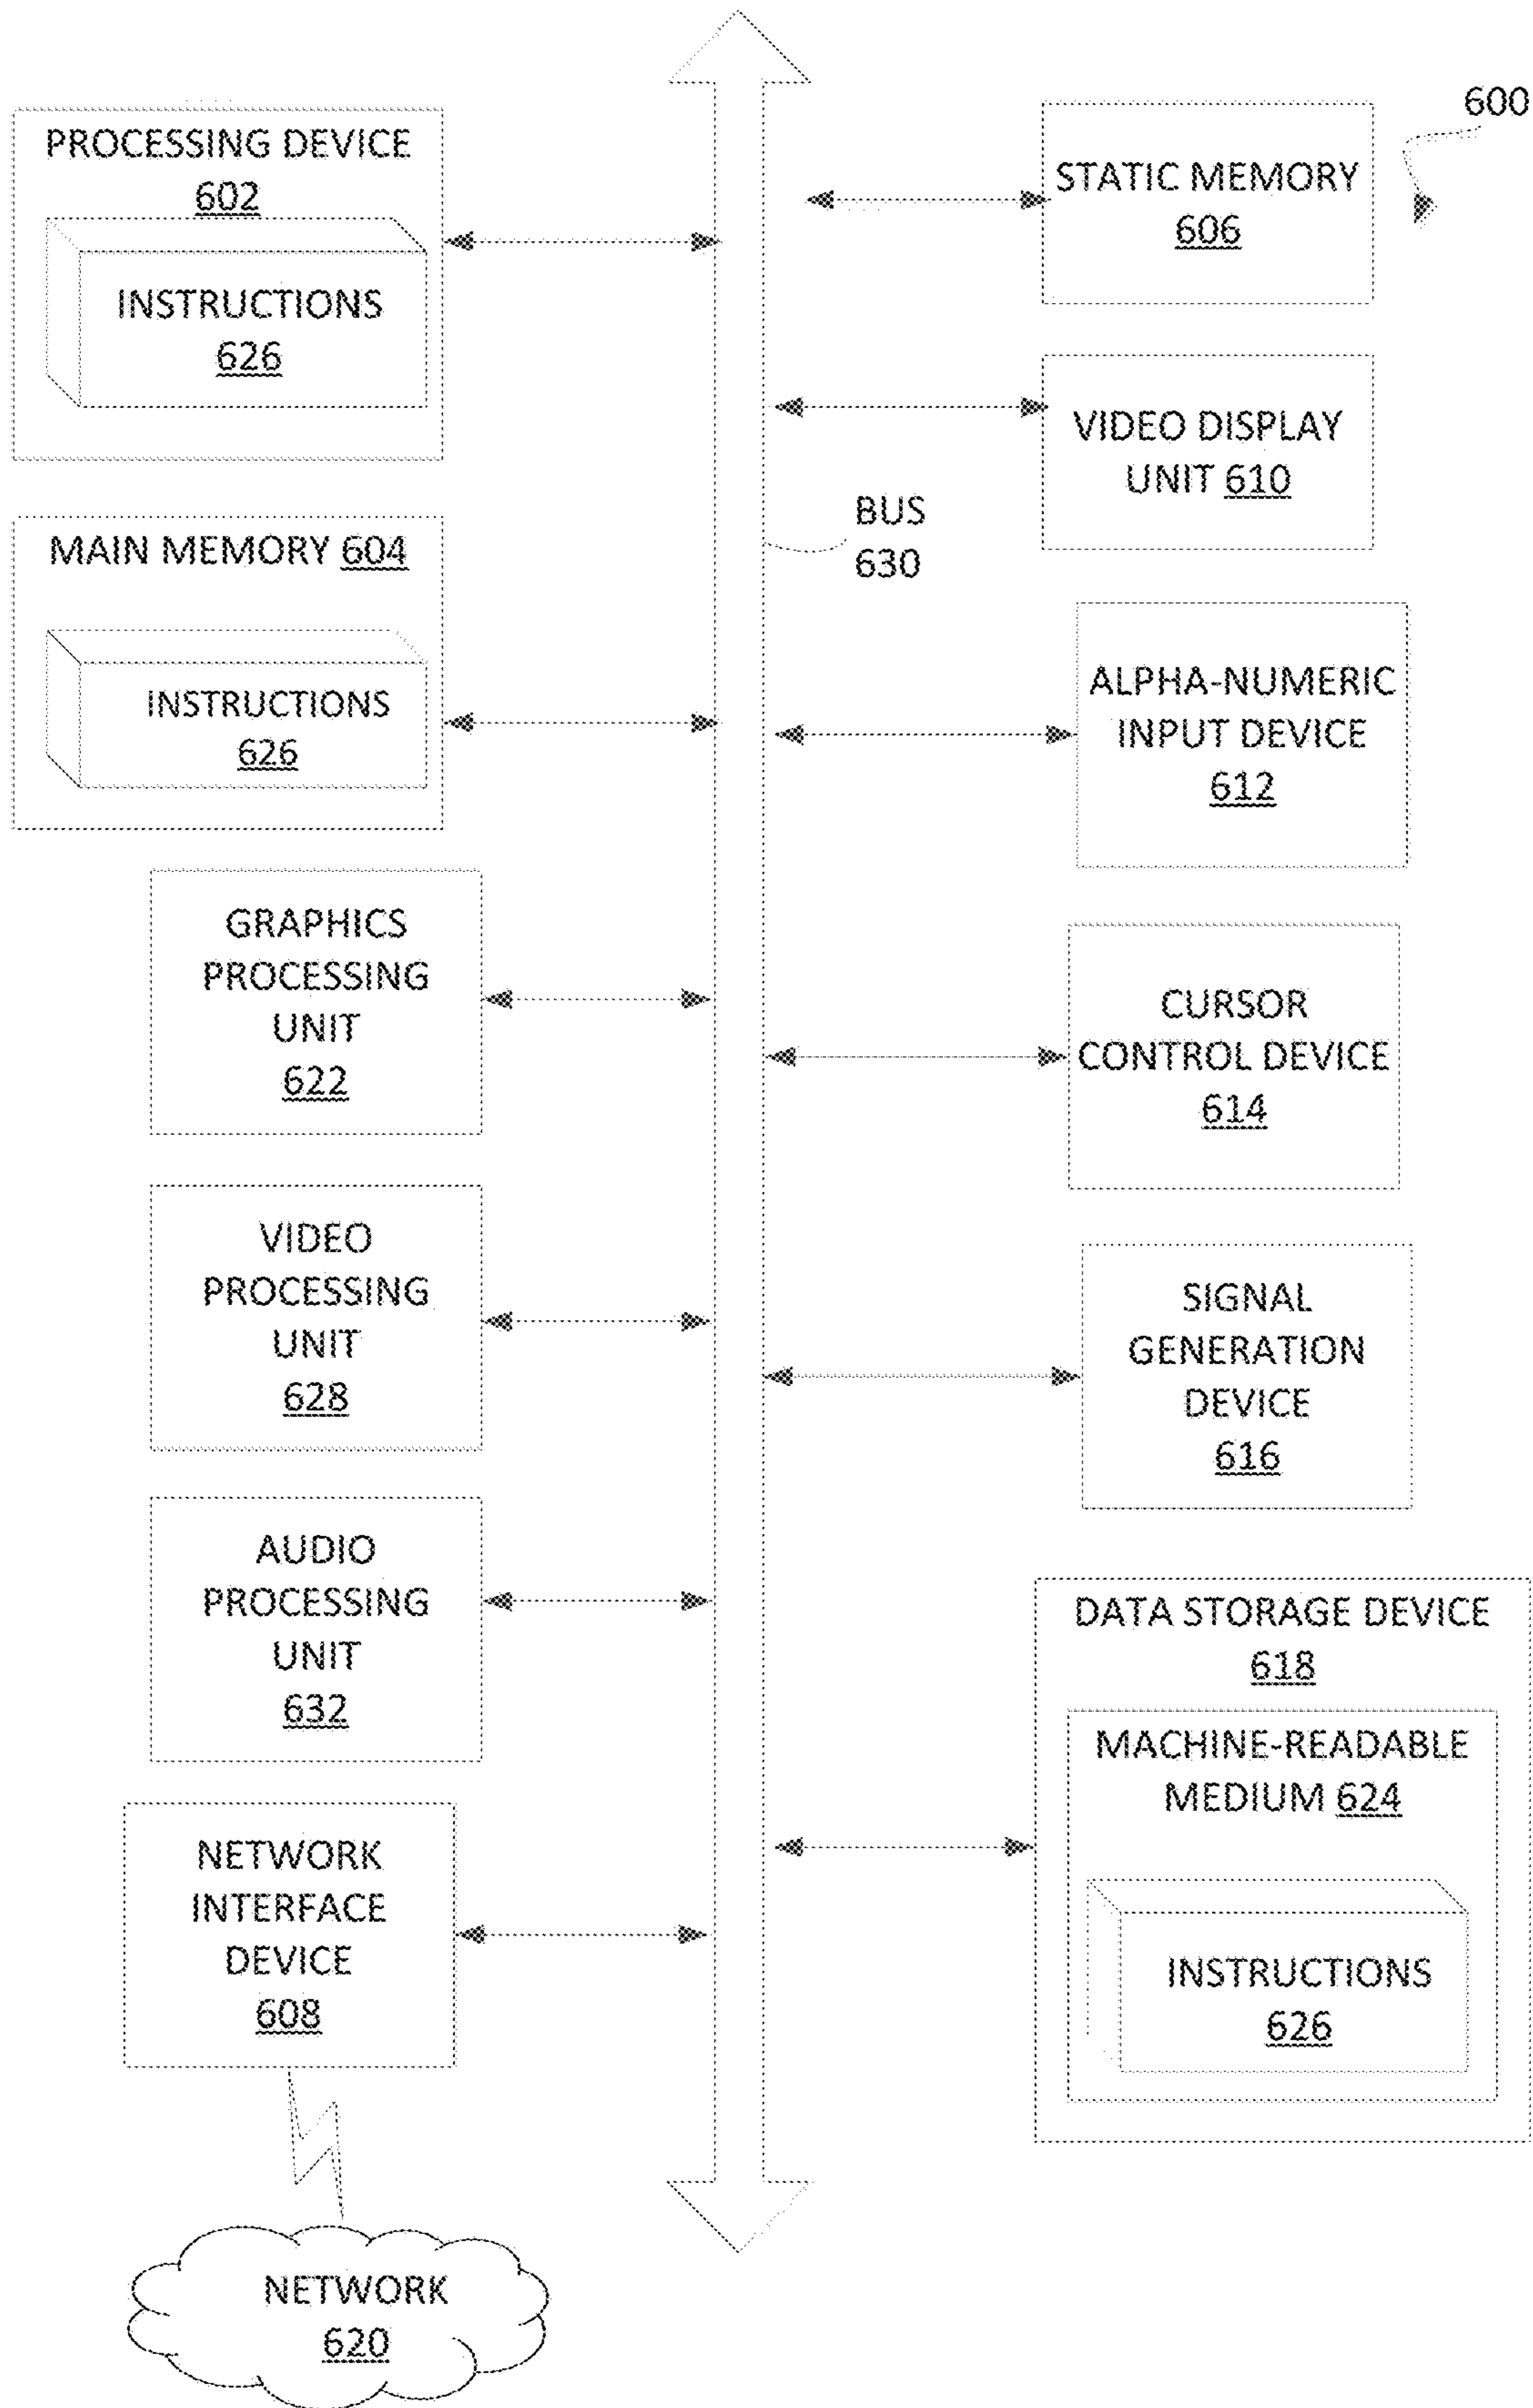 PROCESSING DEVICE
602
INSTRUCTIONS
626
MAIN MEMORY 604
INSTRUCTIONS
626
GRAPHICS
PROCESSING
UNIT
622
VIDEO
PROCESSING
UNIT
628
AUDIO
PROCESSING
UNIT
632
NETWORK
INTERFACE
DEVICE
608
NETWORK
620
BUS
630
600
STATIC MEMORY
606
VIDEO DISPLAY
UNIT 610
ALPHA-NUMERIC
INPUT DEVICE
612
CURSOR
CONTROL DEVICE
614
SIGNAL
GENERATION
DEVICE
616
DATA STORAGE DEVICE
618
MACHINE-READABLE
MEDIUM 624
INSTRUCTIONS
626